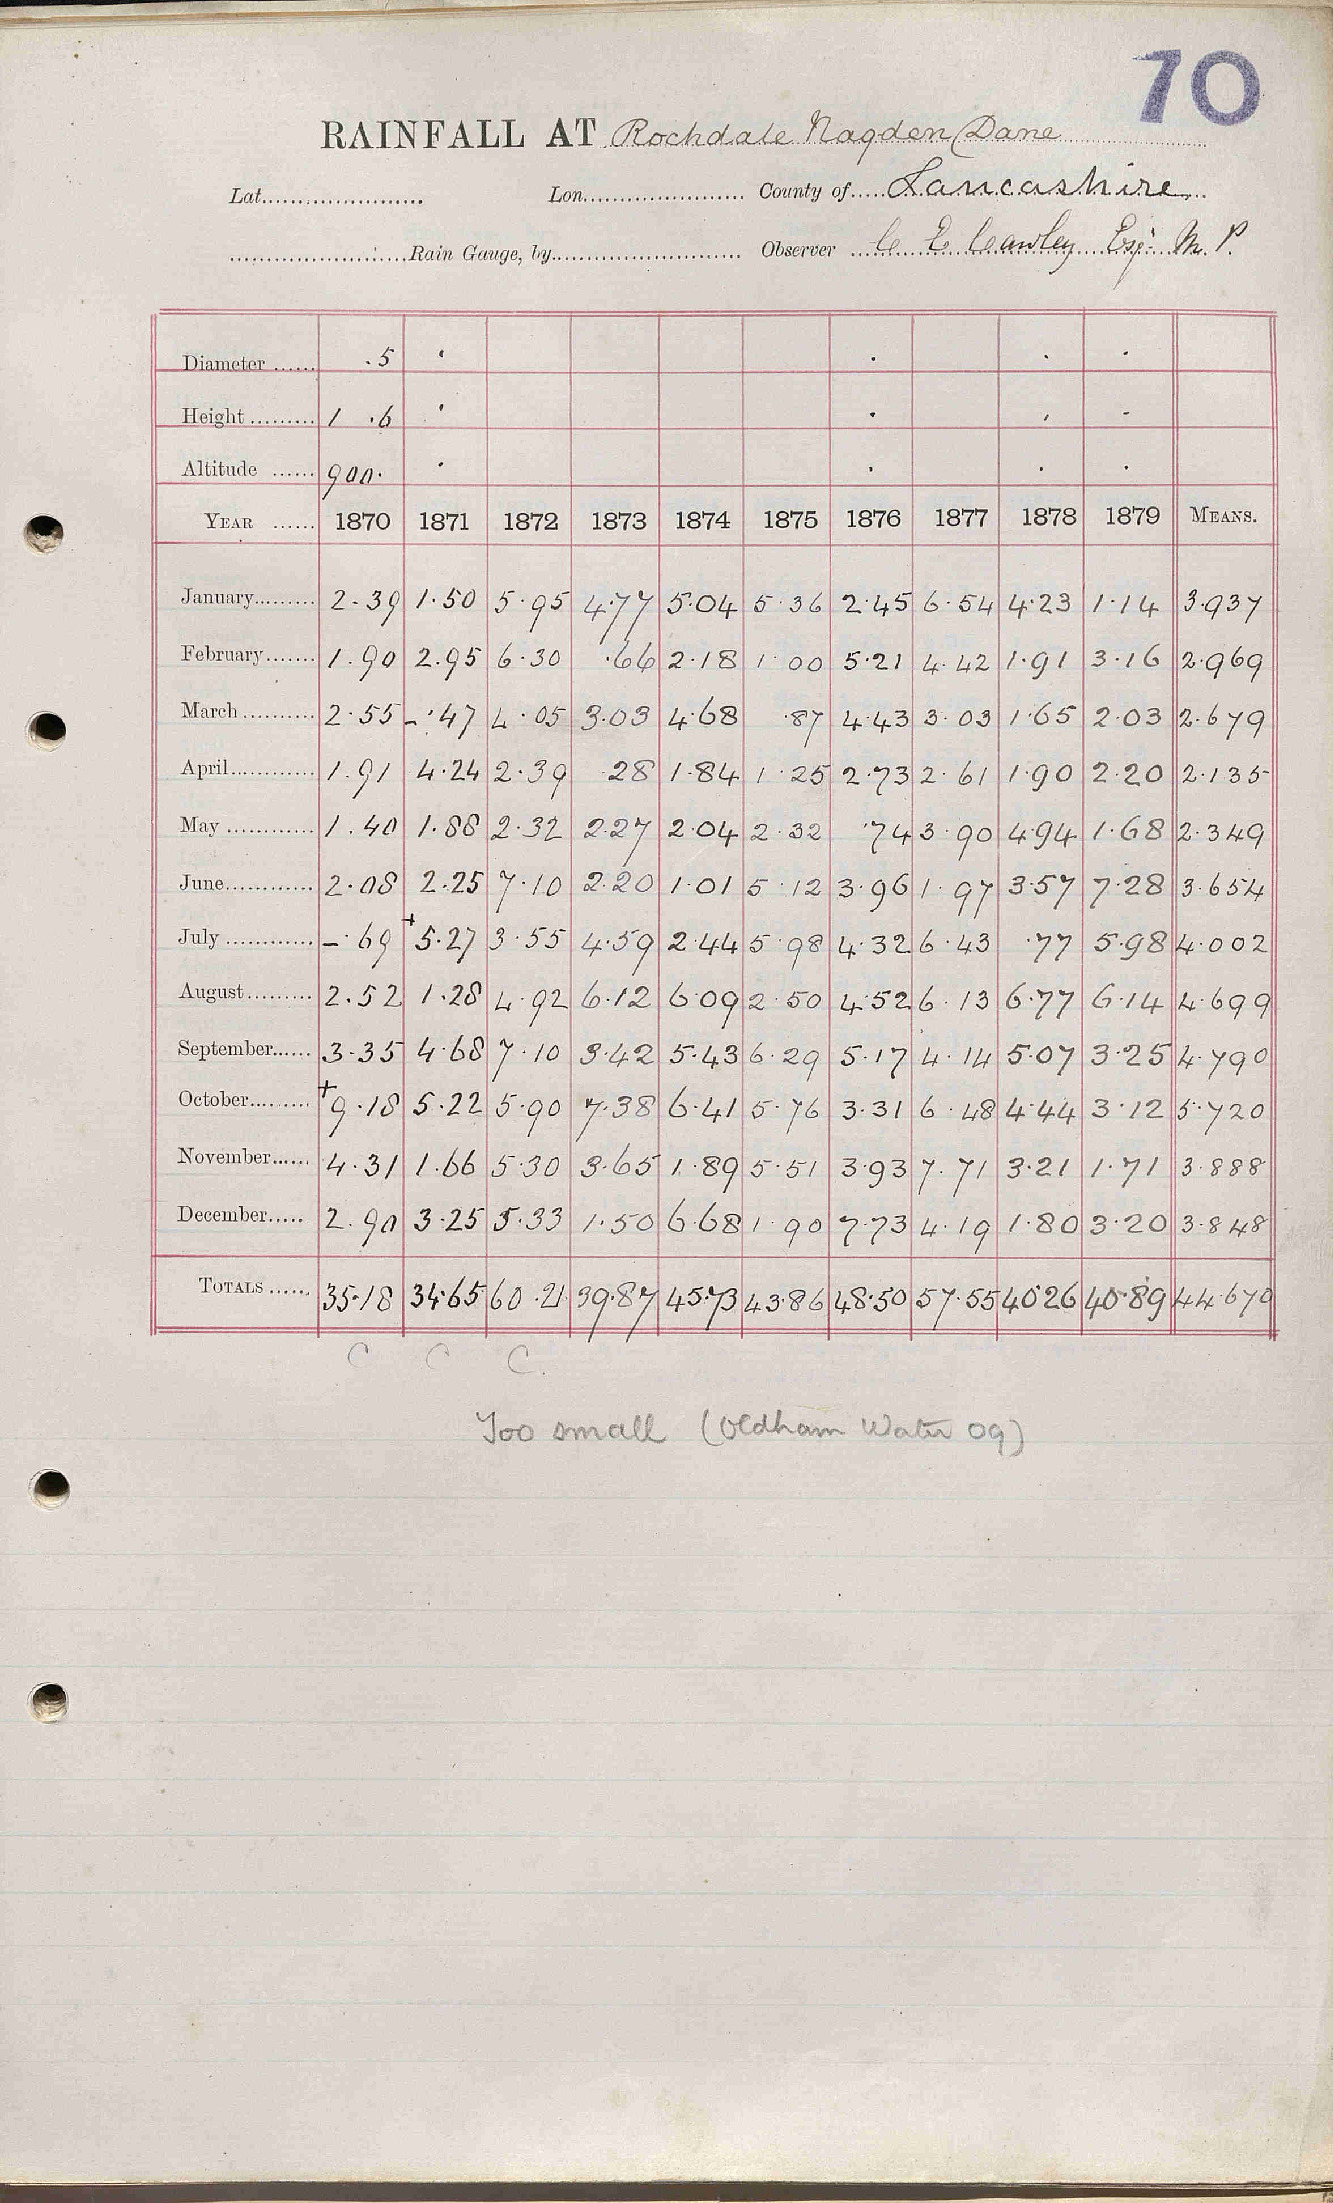 70
RAINFALL AT Rochdale Nagden Dane
Lat. Lon. County of Lancashire
Rain Gauge, by Observer C. E. Cawley Esq: M.P.
Diameter ...... .5 . . . .
Height ......... 1 .6 . . . -
Altitude ...... 900. . . . .
YEAR ...... 1870 1871 1872 1873 1874 1875 1876 1877 1878 1879 MEANS.
January......... 2.39 1.50 5.95 4.77 5.04 5.36 2.45 6.54 4.23 1.14 3.937
February....... 1.90 2.95 6.30 .66 2.18 1.00 5.21 4.42 1.91 3.16 2.969
March .......... 2.55 -.47 4.05 3.03 4.68 .87 4.43 3.03 1.65 2.03 2.679
April............ 1.91 4.24 2.39 .28 1.84 1.25 2.73 2.61 1.90 2.20 2.135
May ............. 1.40 1.88 2.32 2.27 2.04 2.32 .74 3.90 4.94 1.68 2.349
June............. 2.08 2.25 7.10 2.20 1.01 5.12 3.96 1.97 3.57 7.28 3.654
July ............. -.69 +5.27 3.55 4.59 2.44 5.98 4.32 6.43 .77 5.98 4.002
August.......... 2.52 1.28 4.92 6.12 6.09 2.50 4.52 6.13 6.77 6.14 4.699
September...... 3.35 4.68 7.10 3.42 5.43 6.29 5.17 4.14 5.07 3.25 4.790
October......... +9.18 5.22 5.90 7.38 6.41 5.76 3.31 6.48 4.44 3.12 5.720
November...... 4.31 1.66 5.30 3.65 1.89 5.51 3.93 7.71 3.21 1.71 3.888
December..... 2.90 3.25 5.33 1.50 6.68 1.90 7.73 4.19 1.80 3.20 3.848
TOTALS ...... 35.18 34.65 60.21 39.87 45.73 43.86 48.50 57.55 40.26 40.89 44.670
C C C.
Too small (Oldham Water 09)